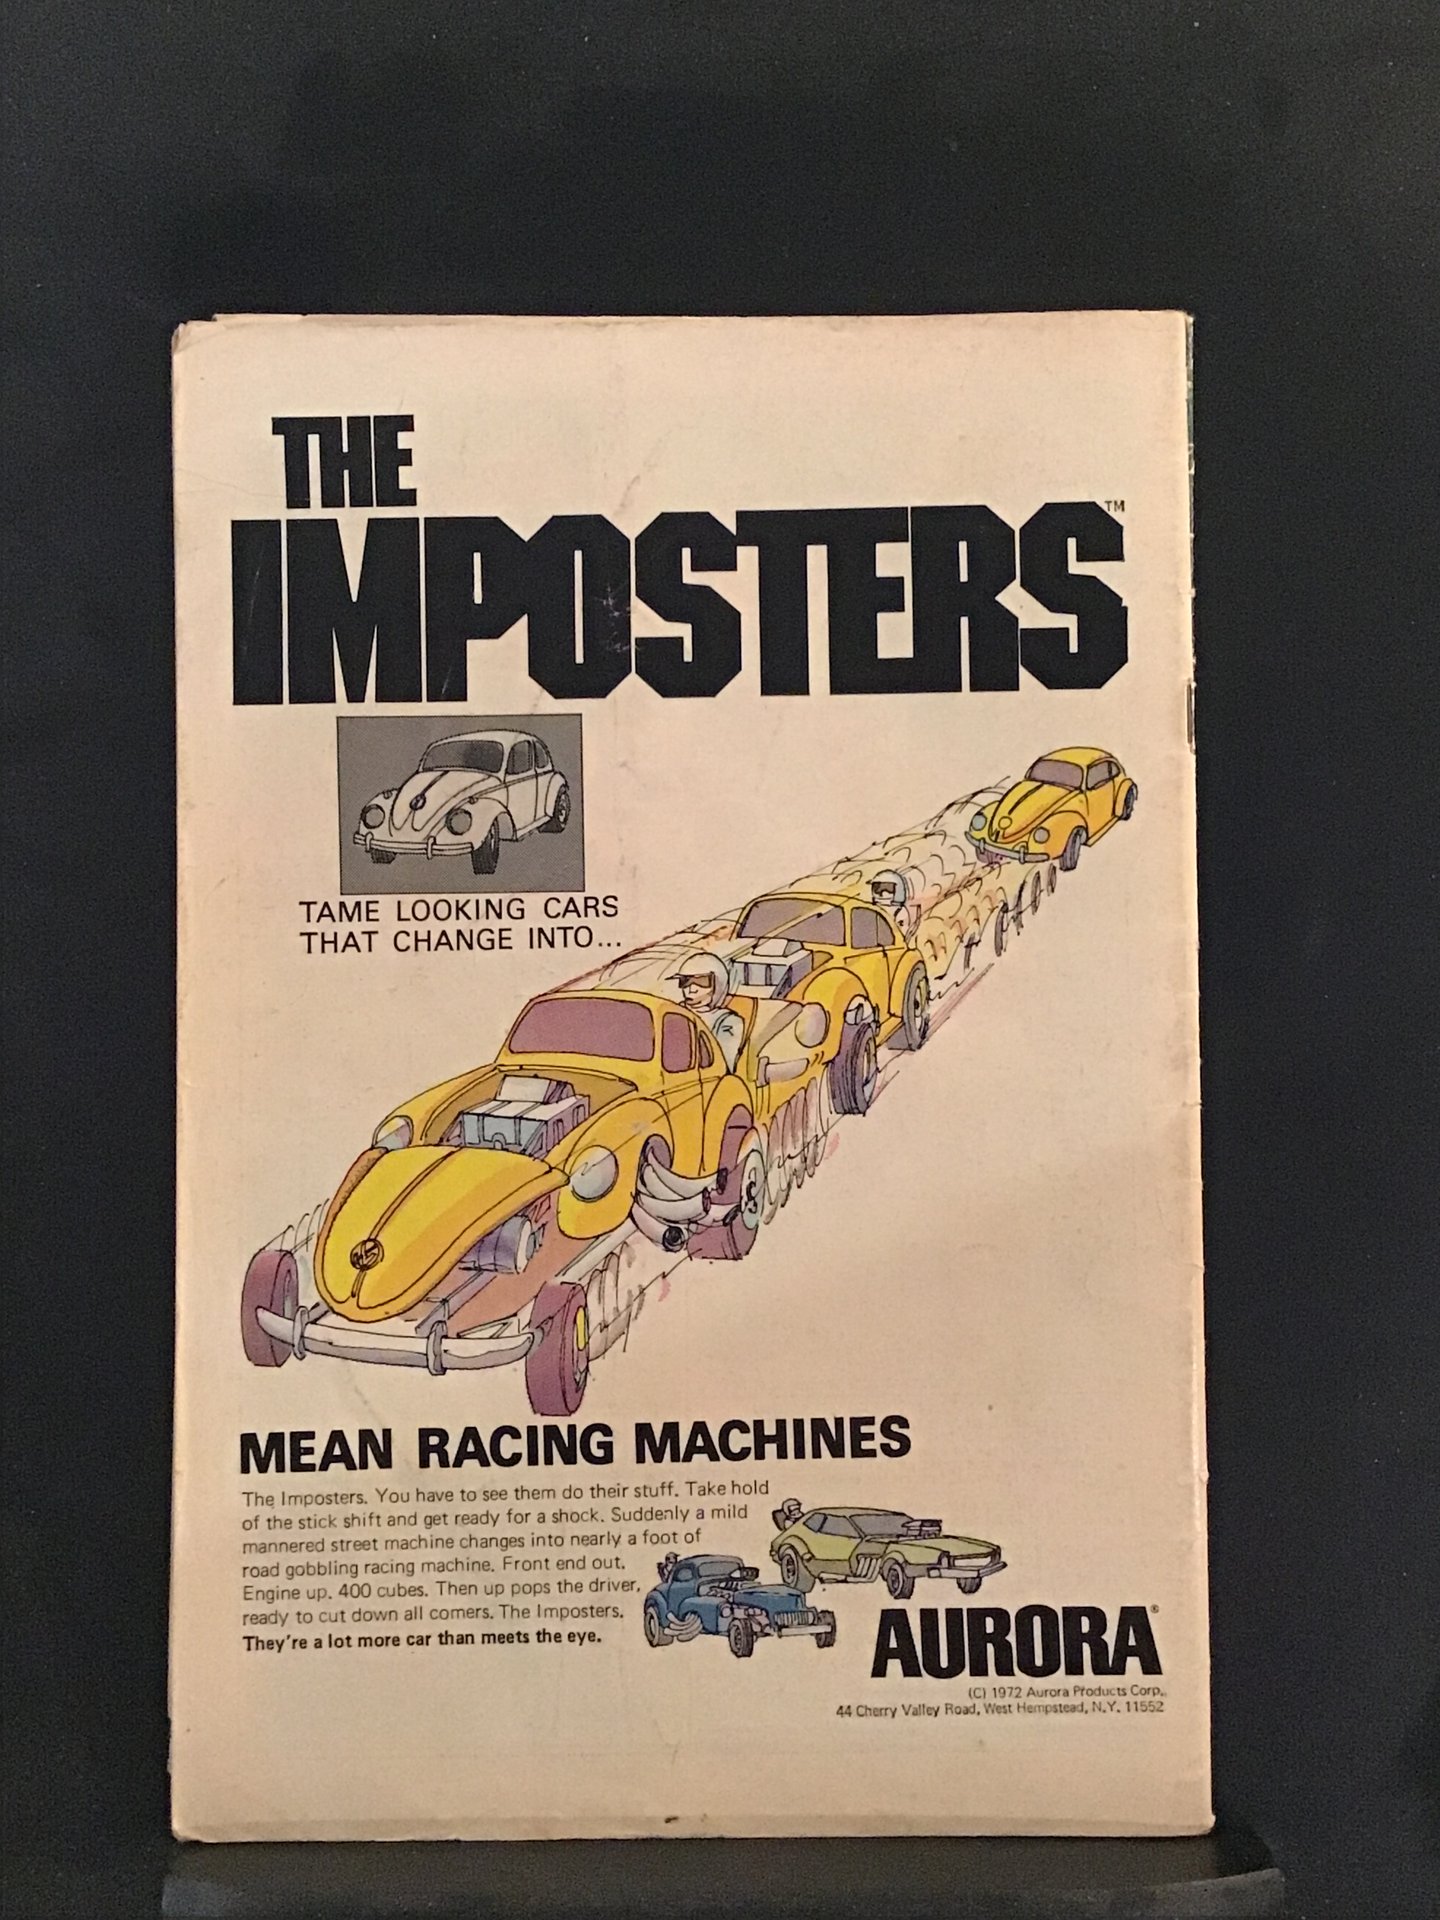 THE
IMPOSTERS™
TAME LOOKING CARS
THAT CHANGE INTO...
MEAN RACING MACHINES
The Imposters. You have to see them do their stuff. Take hold
of the stick shift and get ready for a shock. Suddenly a mild
mannered street machine changes into nearly a foot of
road gobbling racing machine. Front end out.
Engine up. 400 cubes. Then up pops the driver,
ready to cut down all comers. The Imposters.
They're a lot more car than meets the eye.
AURORA®
(C) 1972 Aurora Products Corp.,
44 Cherry Valley Road, West Hempstead, N.Y. 11552